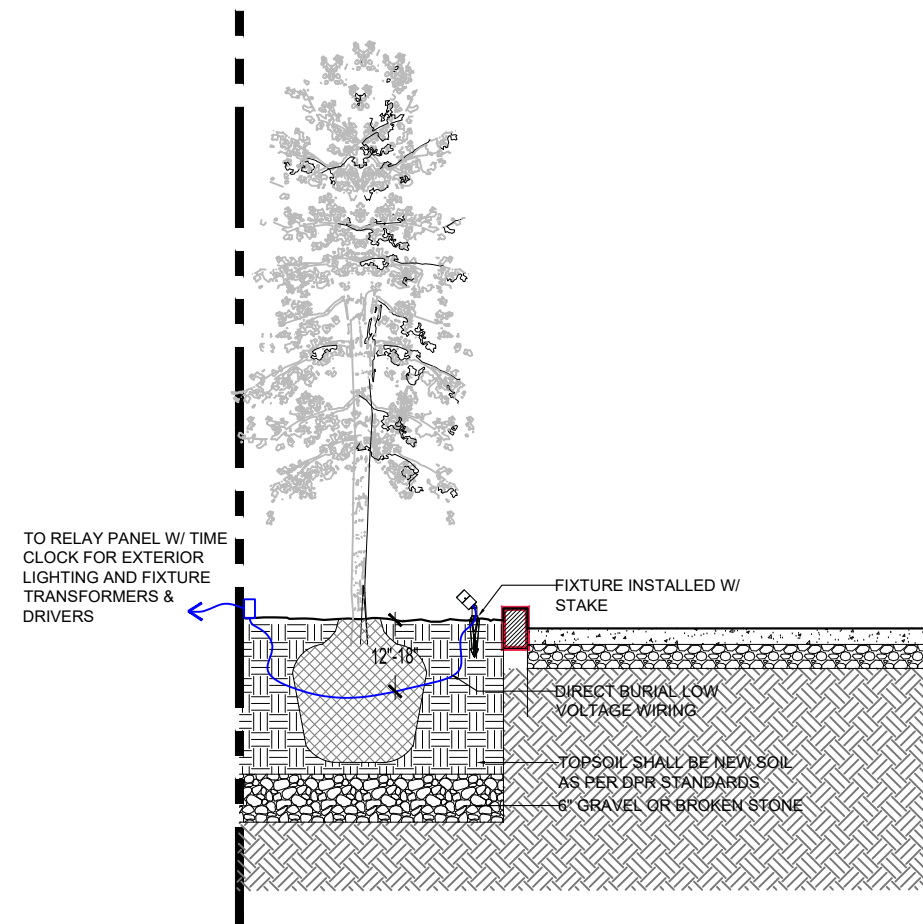 TO RELAY PANEL W/ TIME
CLOCK FOR EXTERIOR
LIGHTING AND FIXTURE
TRANSFORMERS &
DRIVERS
FIXTURE INSTALLED W/
STAKE
12"-18"
DIRECT BURIAL LOW
VOLTAGE WIRING
TOPSOIL SHALL BE NEW SOIL
AS PER DPR STANDARDS
6" GRAVEL OR BROKEN STONE